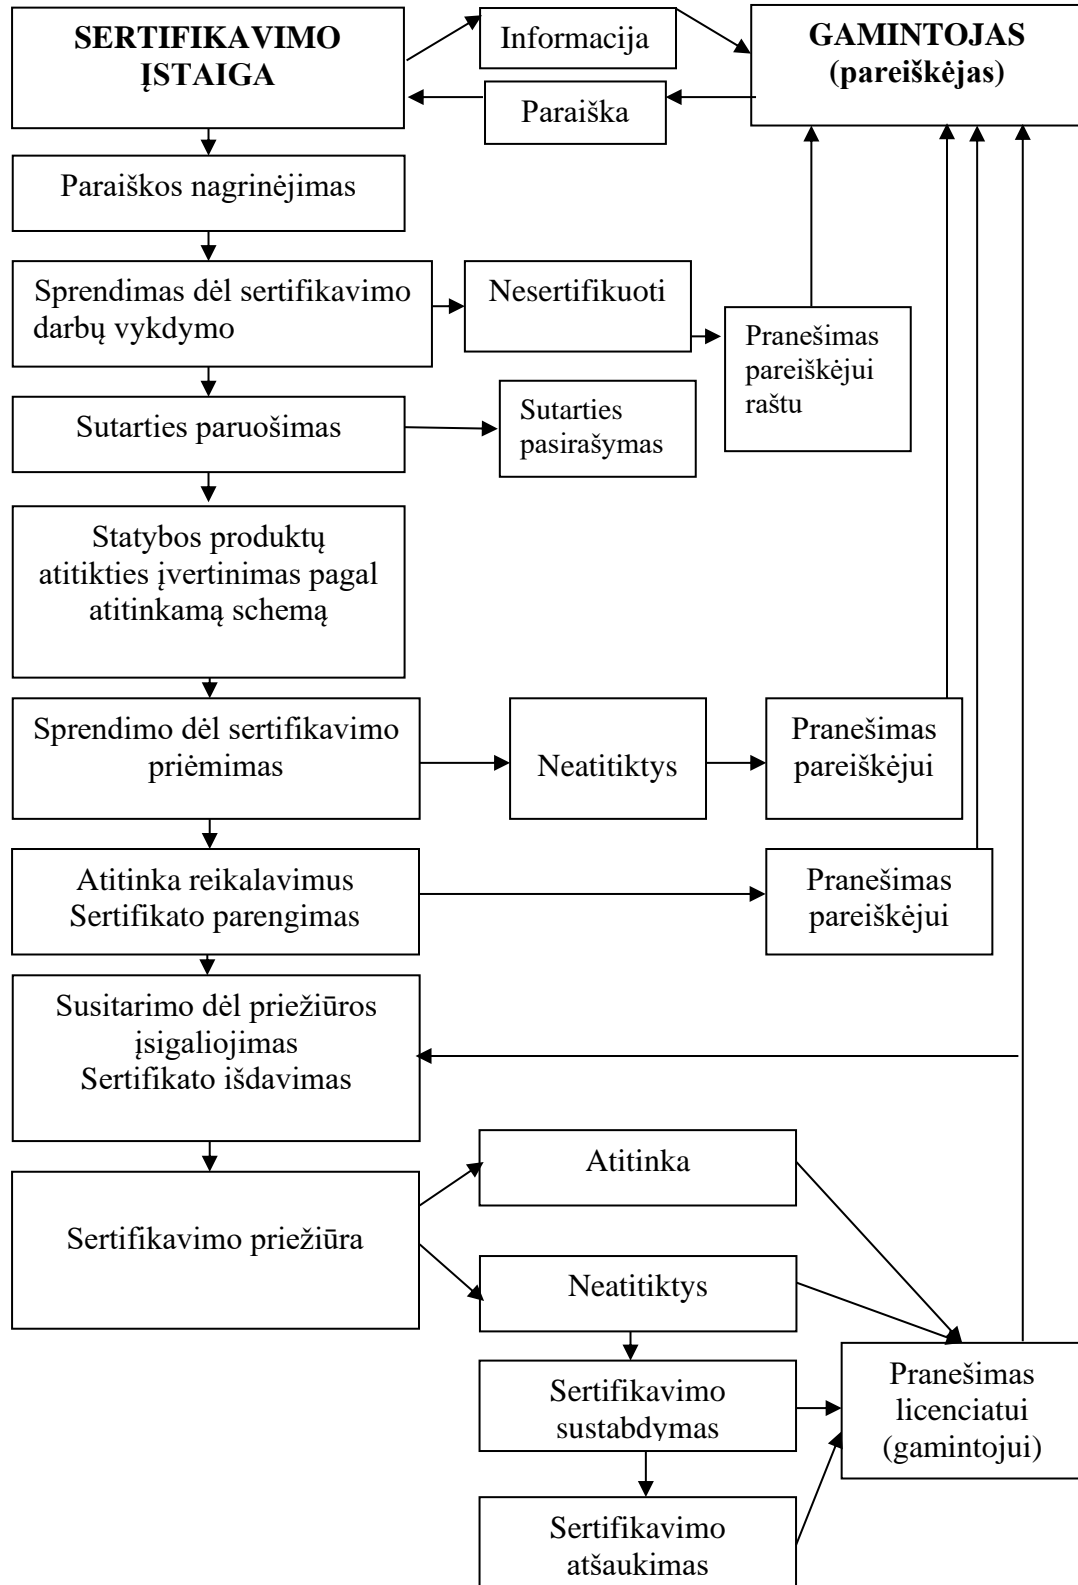 SERTIFIKAVIMO
ĮSTAIGA
Informacija
GAMINTOJAS
(pareiškėjas)
Paraiška
Paraiškos nagrinėjimas
Sprendimas dėl sertifikavimo
darbų vykdymo
Nesertifikuoti
Pranešimas
pareiškėjui
raštu
Sutarties paruošimas
Sutarties
pasirašymas
Statybos produktų
atitikties įvertinimas pagal
atitinkamą schemą
Sprendimo dėl sertifikavimo
priėmimas
Neatitiktys
Pranešimas
pareiškėjui
Atitinka reikalavimus
Sertifikato parengimas
Pranešimas
pareiškėjui
Susitarimo dėl priežiūros
įsigaliojimas
Sertifikato išdavimas
Sertifikavimo priežiūra
Atitinka
Neatitiktys
Sertifikavimo
sustabdymas
Pranešimas
licenciatui
(gamintojui)
Sertifikavimo
atšaukimas